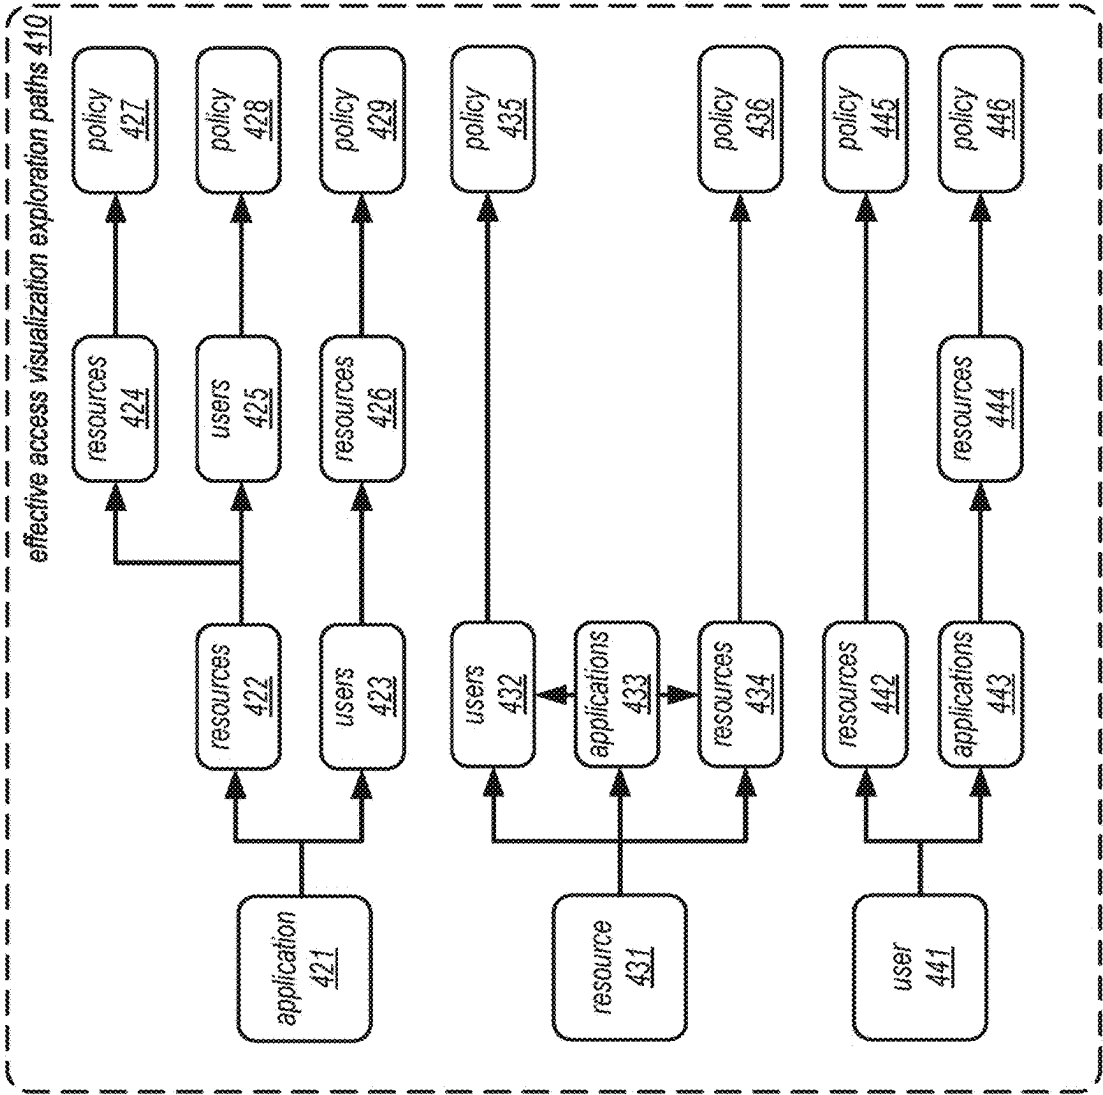 effective access visualization exploration paths 410
application
421
resources
422
users
423
resources
424
users
425
resources
426
policy
427
policy
428
policy
429
resource
431
users
432
applications
433
resources
434
policy
435
policy
436
user
441
resources
442
applications
443
resources
444
policy
445
policy
446